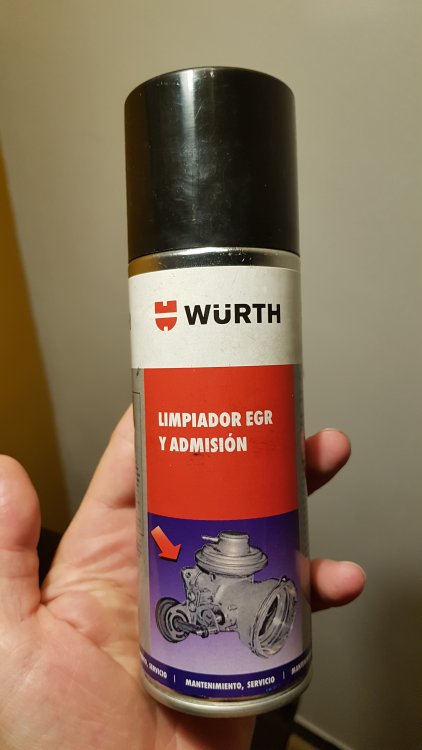 WÜRTH
LIMPIADOR EGR
Y ADMISIÓN
MANTENIMIENTO, SERVICIO